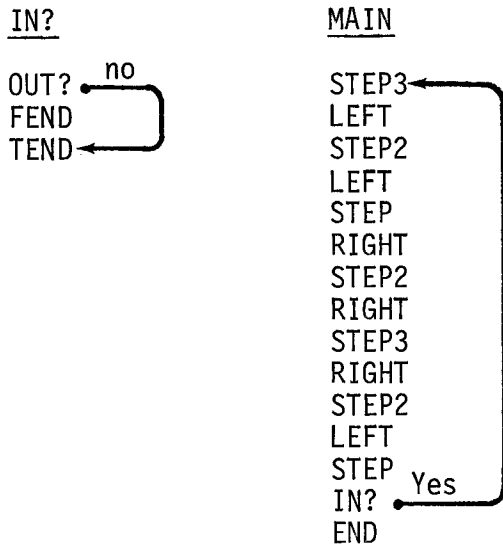 IN?
OUT? no
FEND
TEND
MAIN
STEP3
LEFT
STEP2
LEFT
STEP
RIGHT
STEP2
RIGHT
STEP3
RIGHT
STEP2
LEFT
STEP
IN? Yes
END